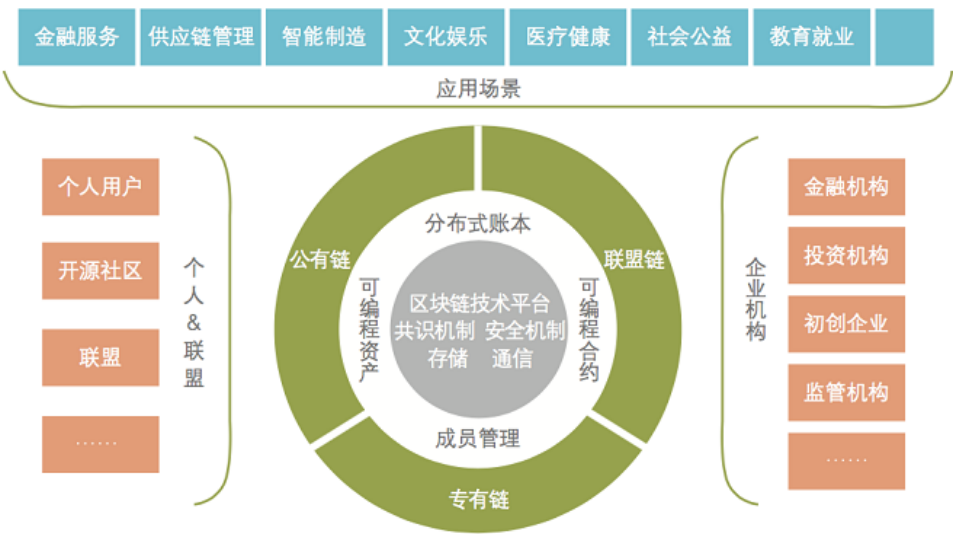 金融服务 供应链管理 智能制造 文化娱乐 医疗健康 社会公益 教育就业
应用场景
个人用户
开源社区
联盟
......
个人&联盟
公有链
联盟链
专有链
分布式账本
可编程资产
可编程合约
成员管理
区块链技术平台
共识机制 安全机制
存储 通信
企业机构
金融机构
投资机构
初创企业
监管机构
......